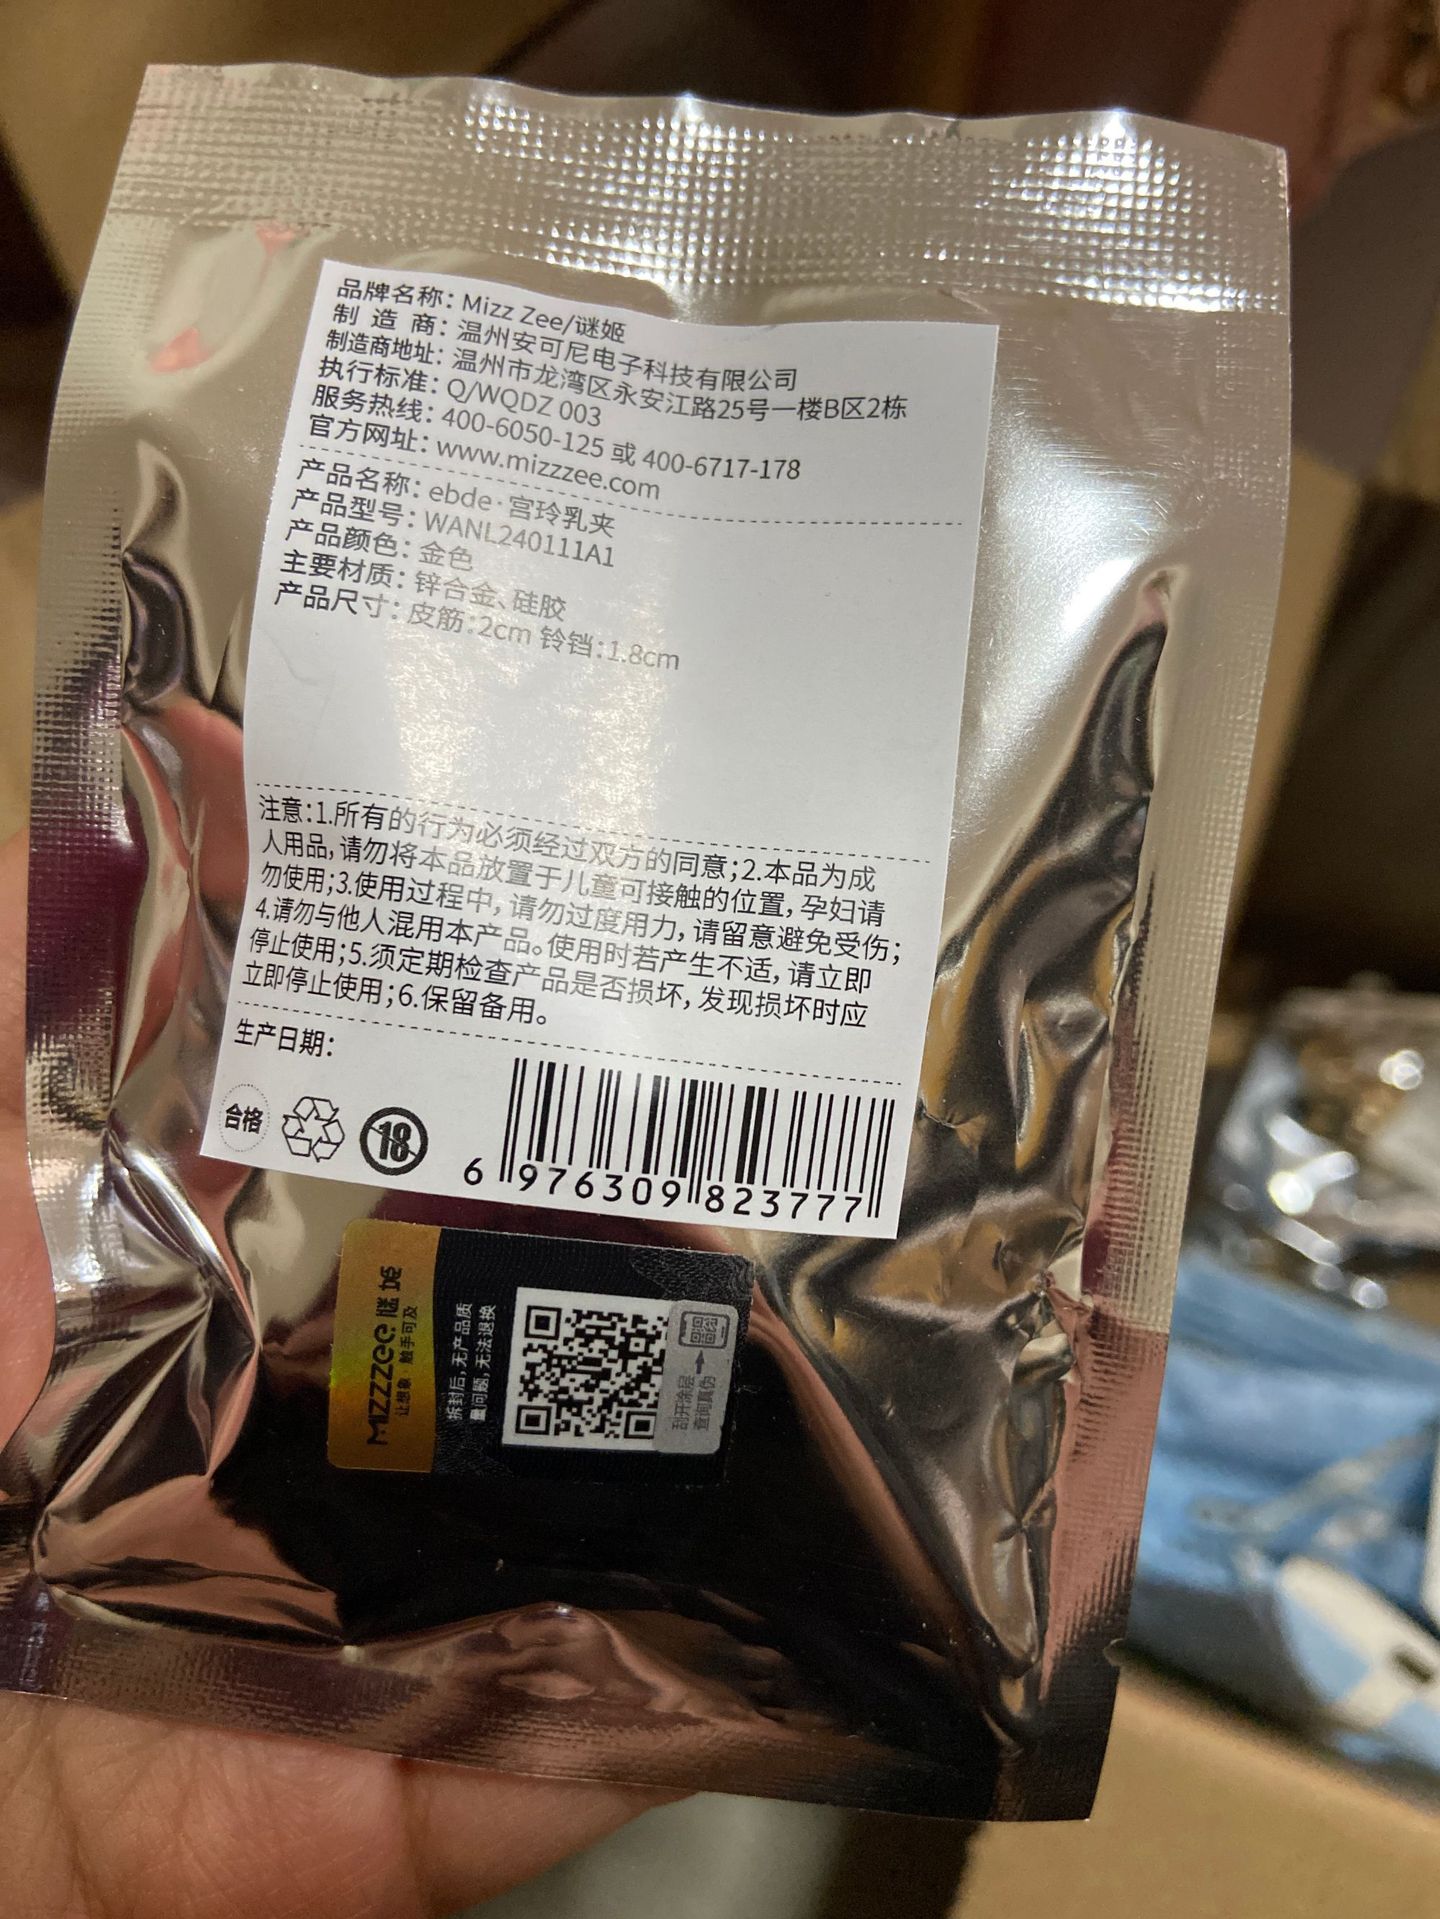 品牌名称：Mizz Zee/谜姬
制 造 商：温州安可尼电子科技有限公司
制造商地址：温州市龙湾区永安江路25号一楼B区2栋
执行标准：Q/WQDZ 003
服务热线：400-6050-125 或 400-6717-178
官方网址：www.mizzzee.com
产品名称：ebde·宫玲乳夹
产品型号：WANL240111A1
产品颜色：金色
主要材质：锌合金、硅胶
产品尺寸：皮筋：2cm 铃铛：1.8cm
注意：1.所有的行为必须经过双方的同意；2.本品为成
人用品，请勿将本品放置于儿童可接触的位置，孕妇请
勿使用；3.使用过程中，请勿过度用力，请留意避免受伤；
4.请勿与他人混用本产品。使用时若产生不适，请立即
停止使用；5.须定期检查产品是否损坏，发现损坏时应
立即停止使用；6.保留备用。
生产日期：
合格
18
6 976309 823777
MIZZZEE 谜姬
让想象·触手可及
拆封后，无产品质
量问题，无法退换
刮开涂层
查询真伪